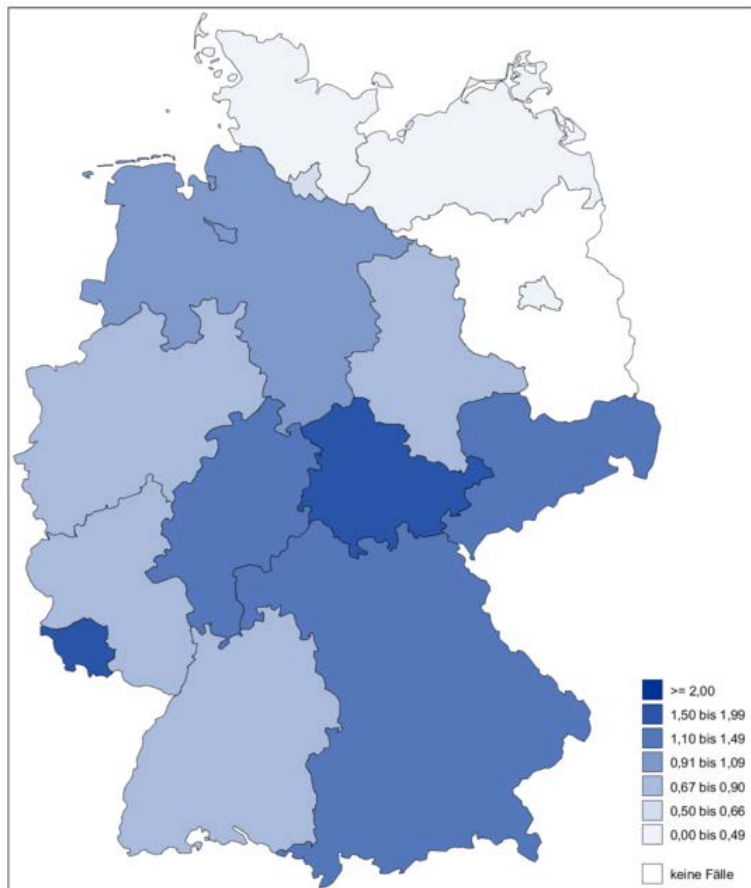 >= 2,00
1,50 bis 1,99
1,10 bis 1,49
0,91 bis 1,09
0,67 bis 0,90
0,50 bis 0,66
0,00 bis 0,49
keine Fälle